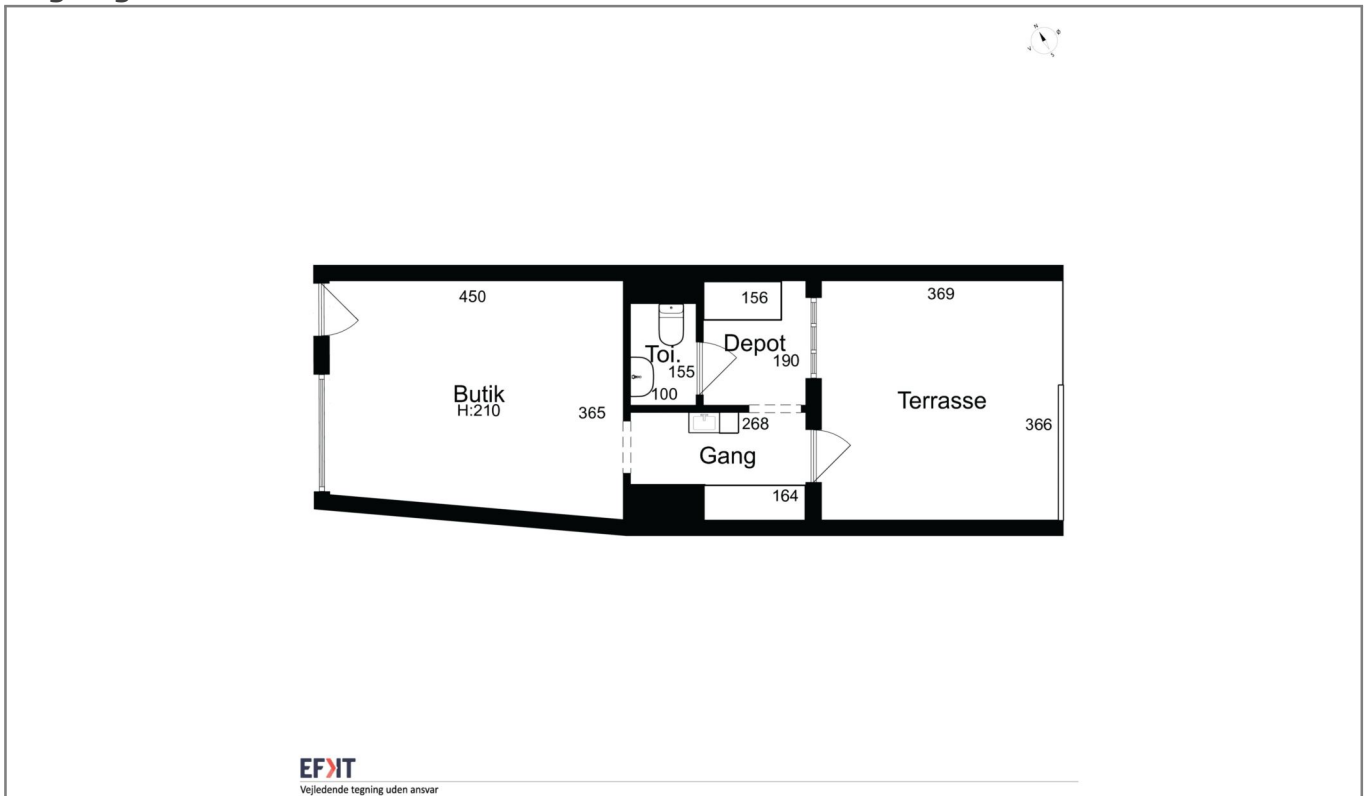 N
Ø
V
S
450
156
369
Depot
Toi.
190
155
100
Butik
H:210
365
Terrasse
366
268
Gang
164
EFKT
Vejledende tegning uden ansvar